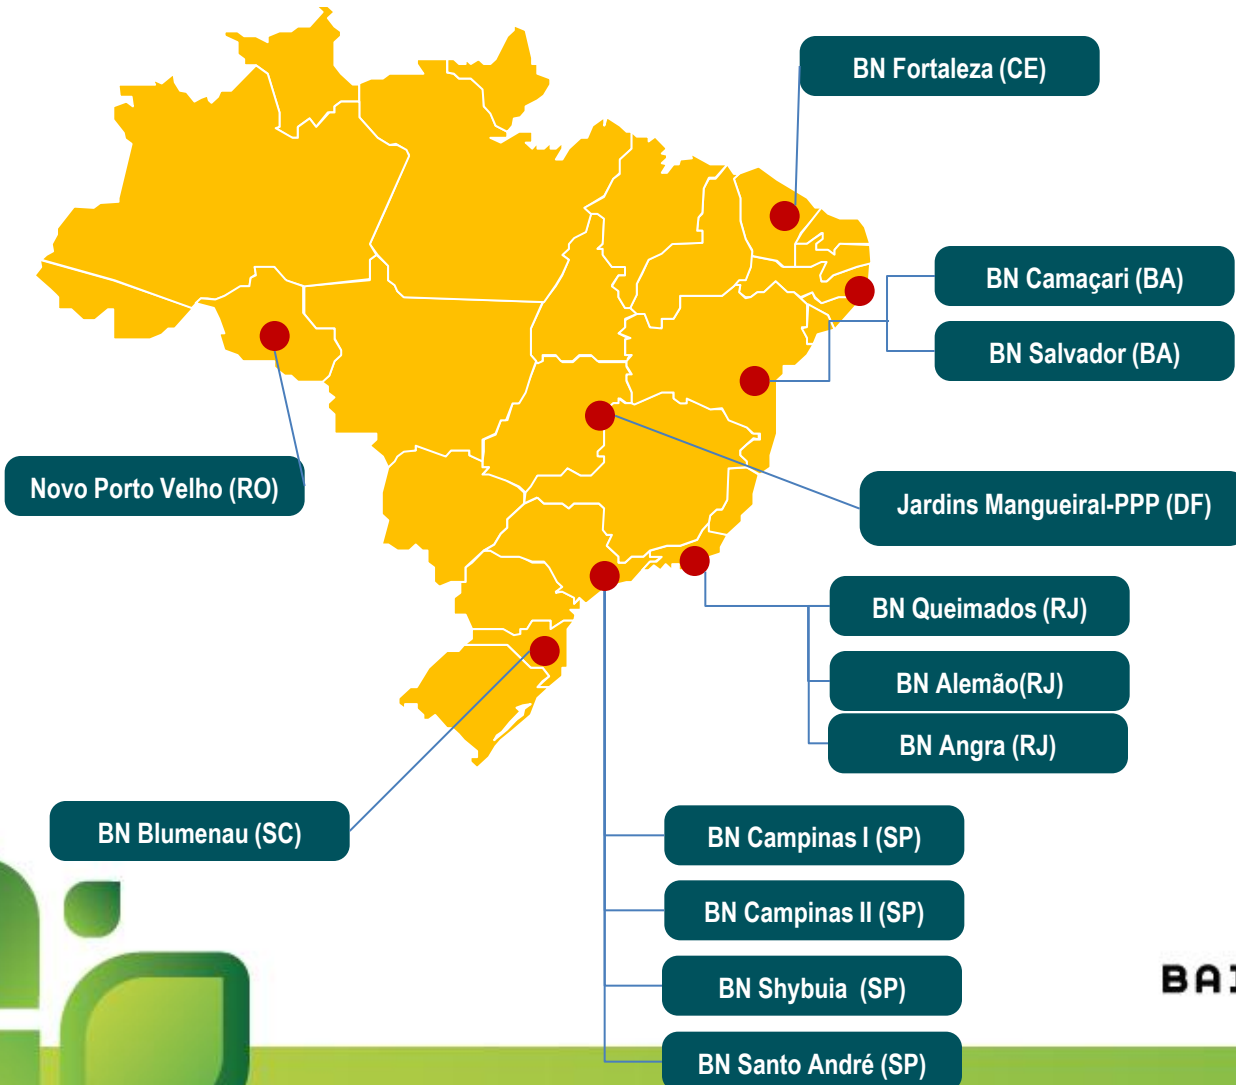 BN Fortaleza (CE)
BN Camaçari (BA)
BN Salvador (BA)
Novo Porto Velho (RO)
Jardins Mangueiral-PPP (DF)
BN Queimados (RJ)
BN Alemão(RJ)
BN Angra (RJ)
BN Blumenau (SC)
BN Campinas I (SP)
BN Campinas II (SP)
BN Shybuia (SP)
BN Santo André (SP)